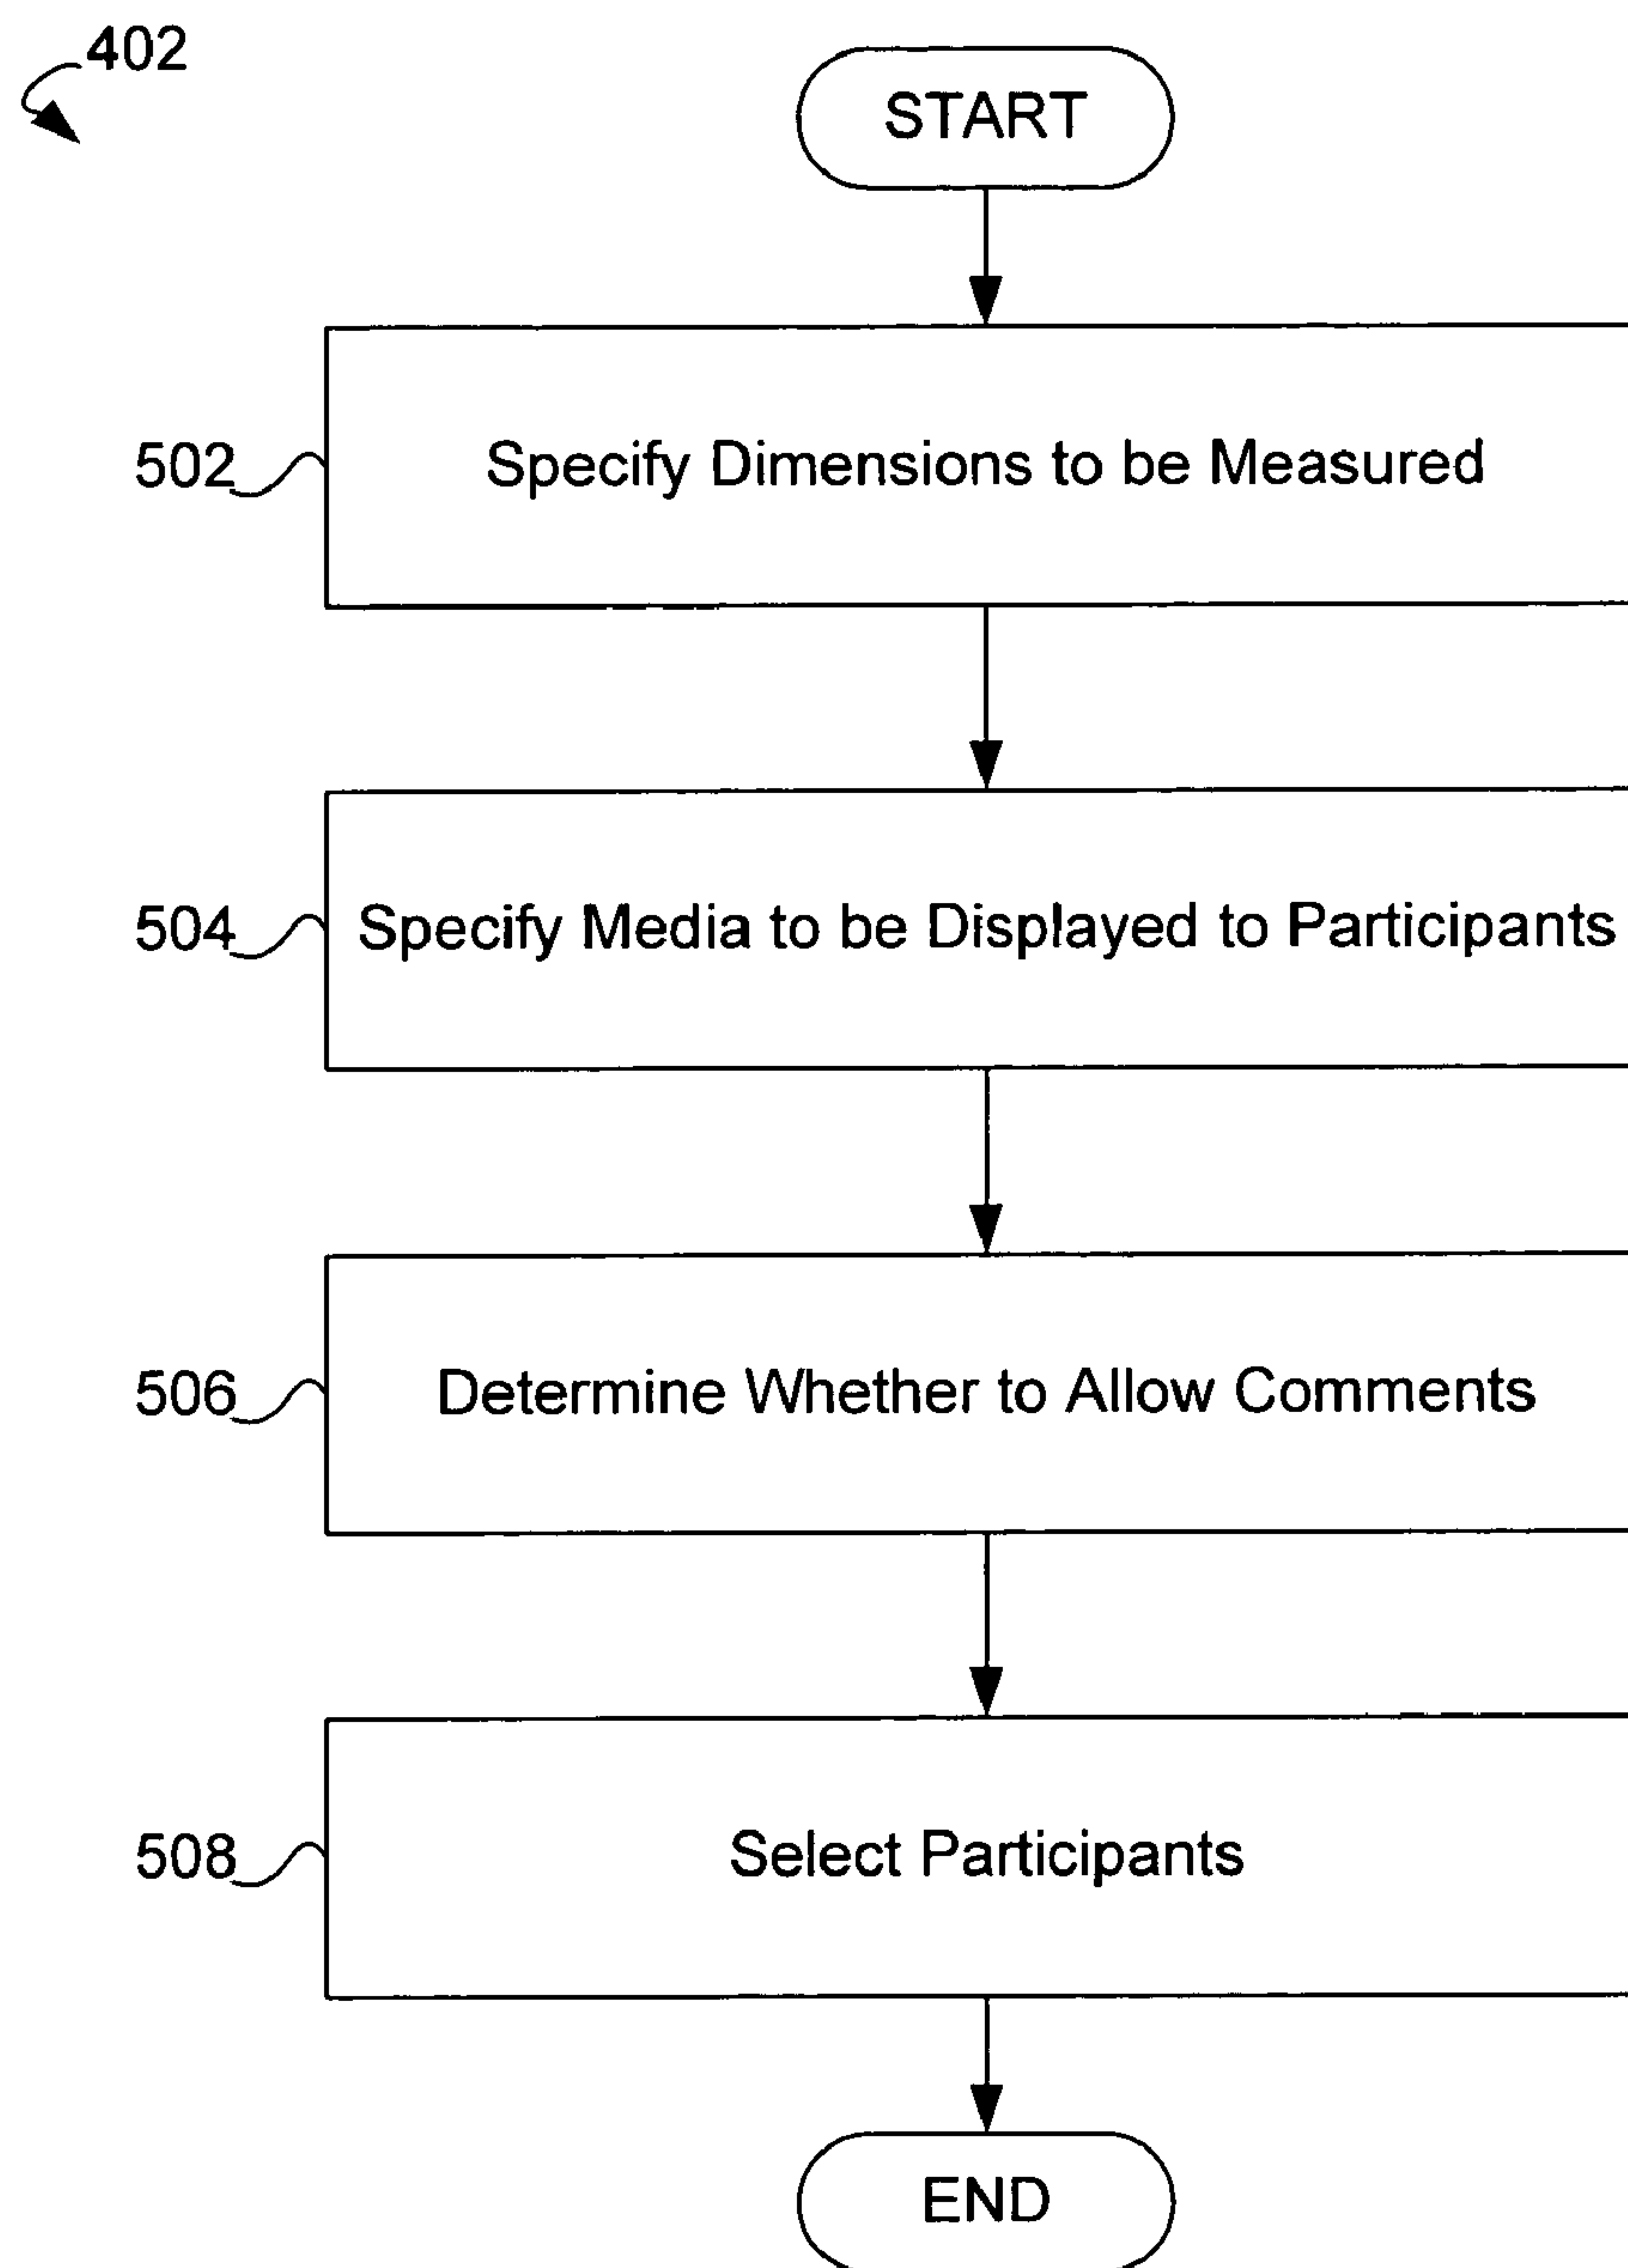 402
START
502 Specify Dimensions to be Measured
504 Specify Media to be Displayed to Participants
506 Determine Whether to Allow Comments
508 Select Participants
END